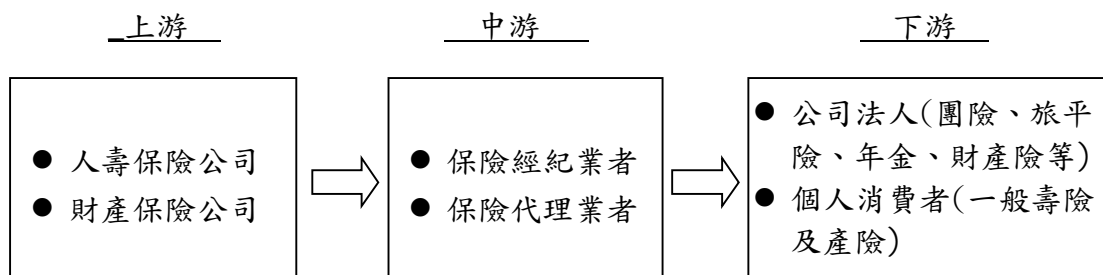 上游
中游
下游
● 人壽保險公司
● 財產保險公司
● 保險經紀業者
● 保險代理業者
● 公司法人(團險、旅平
險、年金、財產險等)
● 個人消費者(一般壽險
及產險)